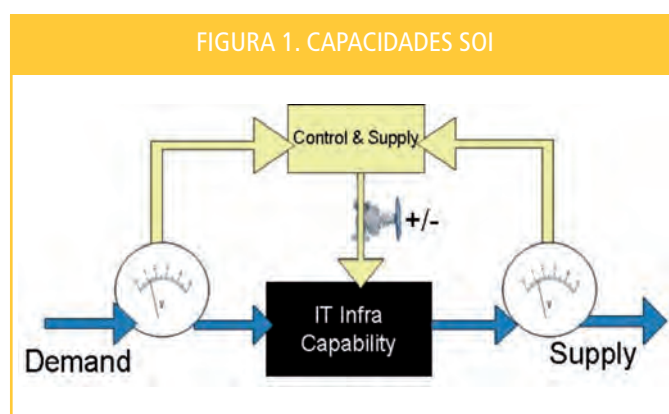 FIGURA 1. CAPACIDADES SOI
Control & Supply
+/-
IT Infra
Capability
Demand
Supply
V
V